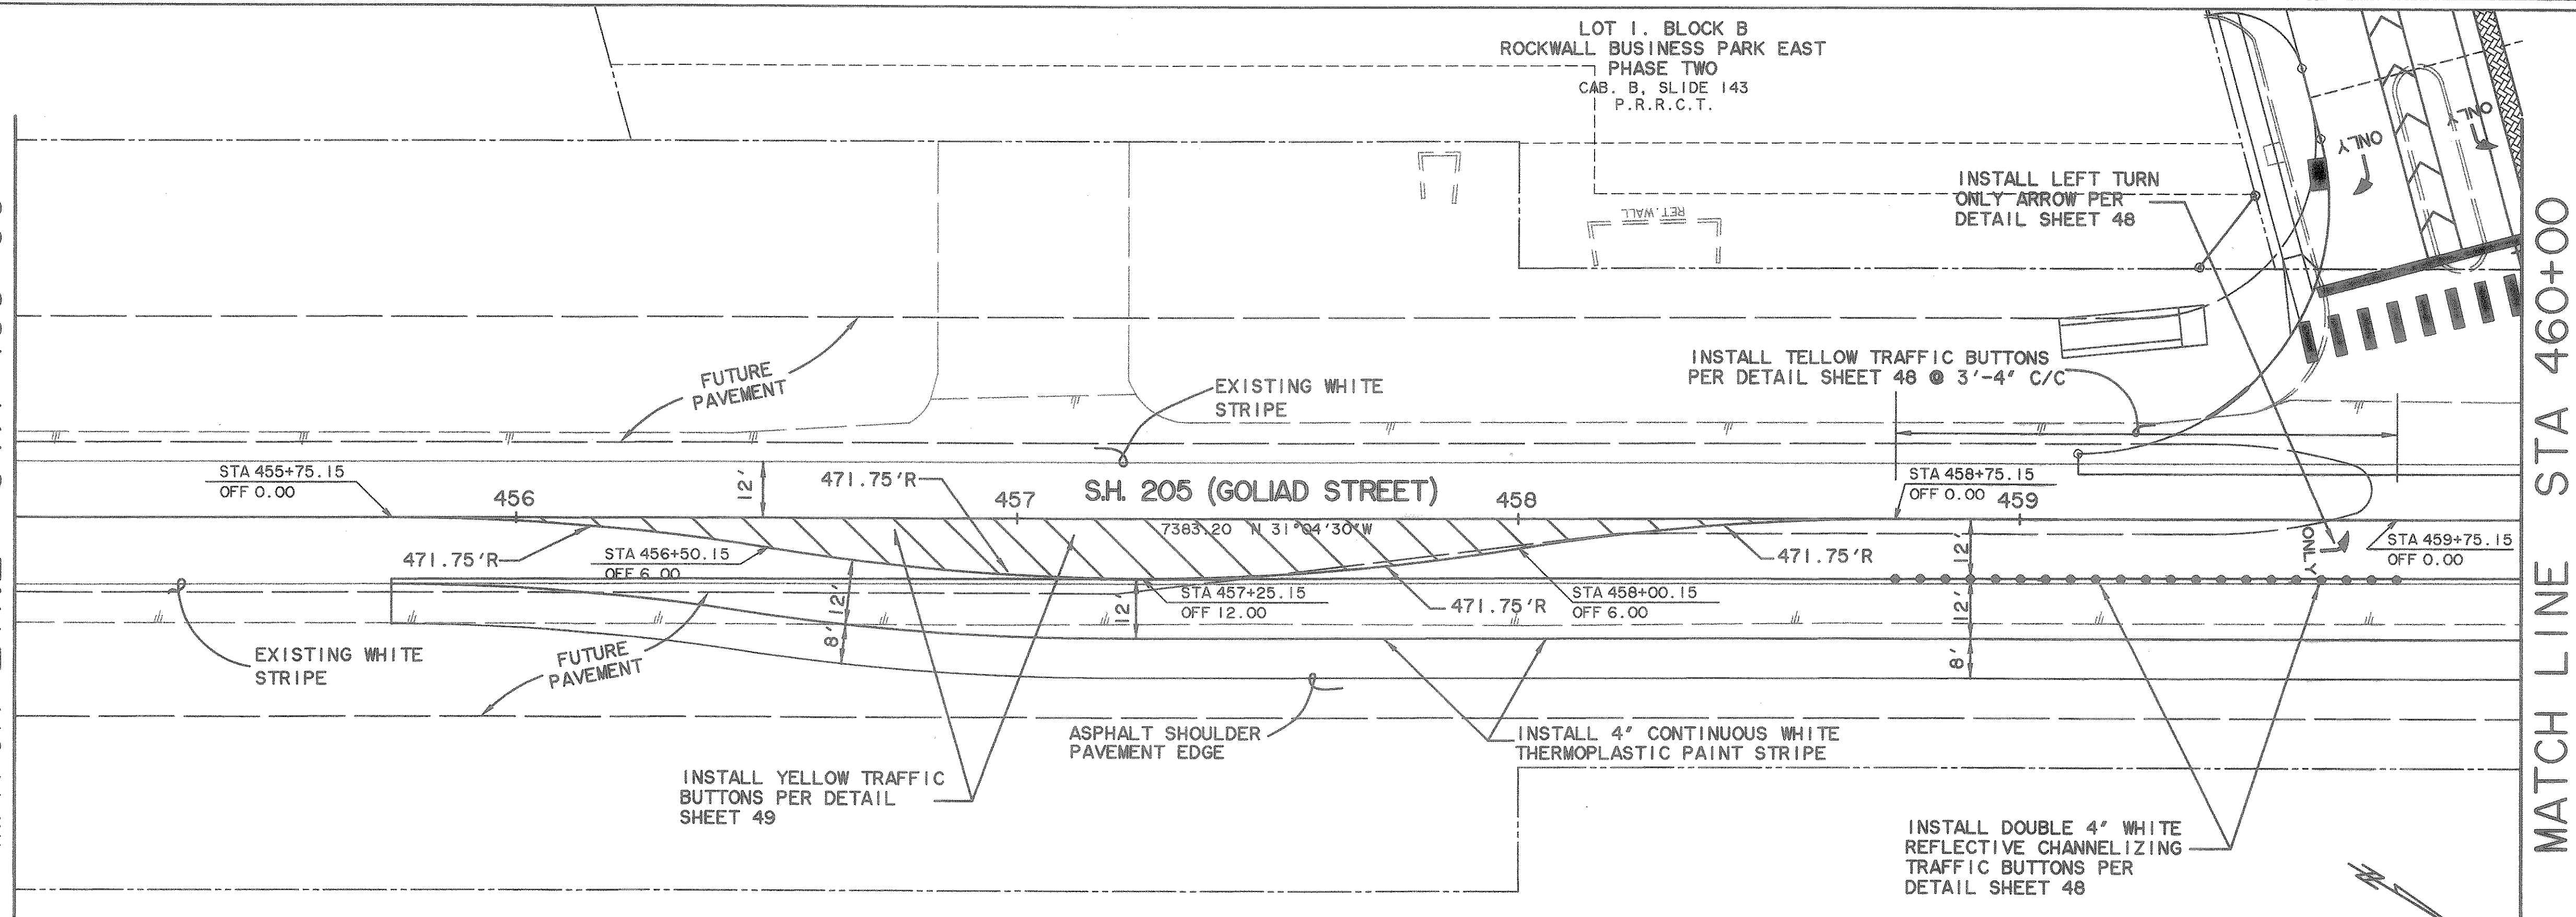 LOT 1. BLOCK B
ROCKWALL BUSINESS PARK EAST
PHASE TWO
CAB. B, SLIDE 143
P.R.R.C.T.
ONLY
ONLY
INSTALL LEFT TURN
ONLY ARROW PER
DETAIL SHEET 48
RET. WALL
MATCH LINE STA 460+00
FUTURE
PAVEMENT
EXISTING WHITE
STRIPE
INSTALL TELLOW TRAFFIC BUTTONS
PER DETAIL SHEET 48 @ 3'-4" C/C
STA 455+75.15
OFF 0.00
12'
471.75'R
S.H. 205 (GOLIAD STREET)
STA 458+75.15
OFF 0.00
456
457
458
459
7383.20 N 31°04'30"W
471.75'R
STA 456+50.15
OFF 6.00
471.75'R
12'
ONLY
STA 459+75.15
OFF 0.00
STA 457+25.15
OFF 12.00
471.75'R
STA 458+00.15
OFF 6.00
12'
8'
12'
12'
8'
EXISTING WHITE
STRIPE
FUTURE
PAVEMENT
ASPHALT SHOULDER
PAVEMENT EDGE
INSTALL 4" CONTINUOUS WHITE
THERMOPLASTIC PAINT STRIPE
INSTALL YELLOW TRAFFIC
BUTTONS PER DETAIL
SHEET 49
INSTALL DOUBLE 4" WHITE
REFLECTIVE CHANNELIZING
TRAFFIC BUTTONS PER
DETAIL SHEET 48